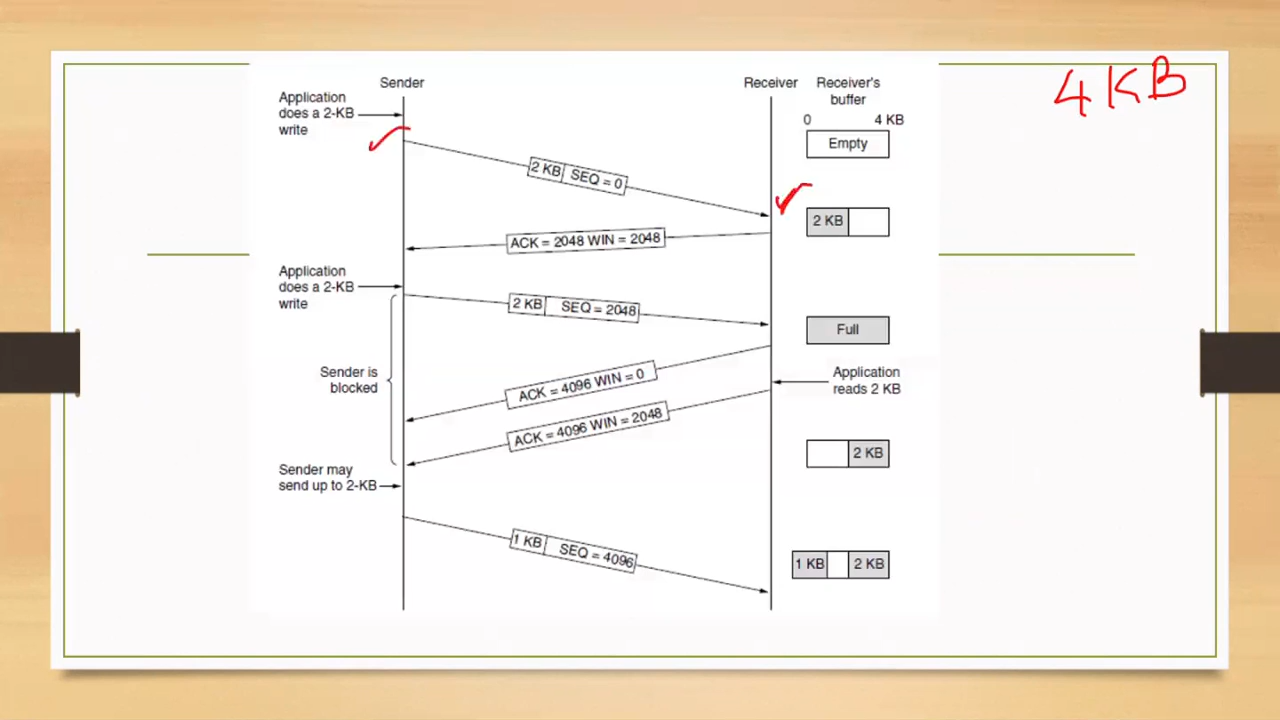 4 KB
Sender
Receiver
Receiver's
buffer
Application
does a 2-KB
write
0 4 KB
Empty
2 KB SEQ = 0
2 KB
ACK = 2048 WIN = 2048
Application
does a 2-KB
write
2 KB SEQ = 2048
Full
Sender is
blocked
ACK = 4096 WIN = 0
Application
reads 2 KB
ACK = 4096 WIN = 2048
2 KB
Sender may
send up to 2-KB
1 KB SEQ = 4096
1 KB 2 KB